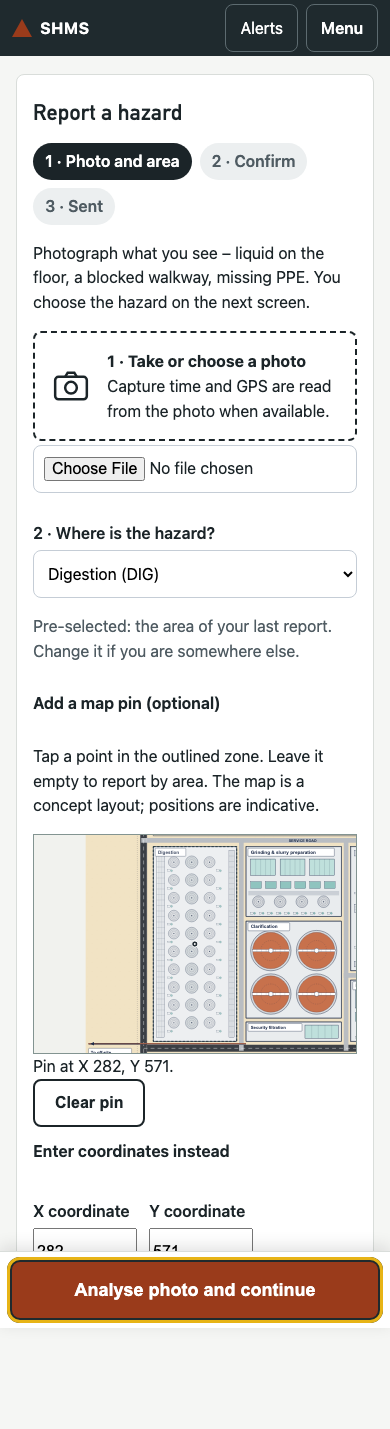 SHMS
Alerts
Menu
Report a hazard
1 · Photo and area
2 · Confirm
3 · Sent
Photograph what you see – liquid on the
floor, a blocked walkway, missing PPE. You
choose the hazard on the next screen.
1 · Take or choose a photo
Capture time and GPS are read
from the photo when available.
Choose File No file chosen
2 · Where is the hazard?
Digestion (DIG)
Pre-selected: the area of your last report.
Change it if you are somewhere else.
Add a map pin (optional)
Tap a point in the outlined zone. Leave it
empty to report by area. The map is a
concept layout; positions are indicative.
SERVICE ROAD
Digestion
Grinding & slurry preparation
Clarification
Security filtration
Pin at X 282, Y 571.
Clear pin
Enter coordinates instead
X coordinate
Y coordinate
282
571
Analyse photo and continue